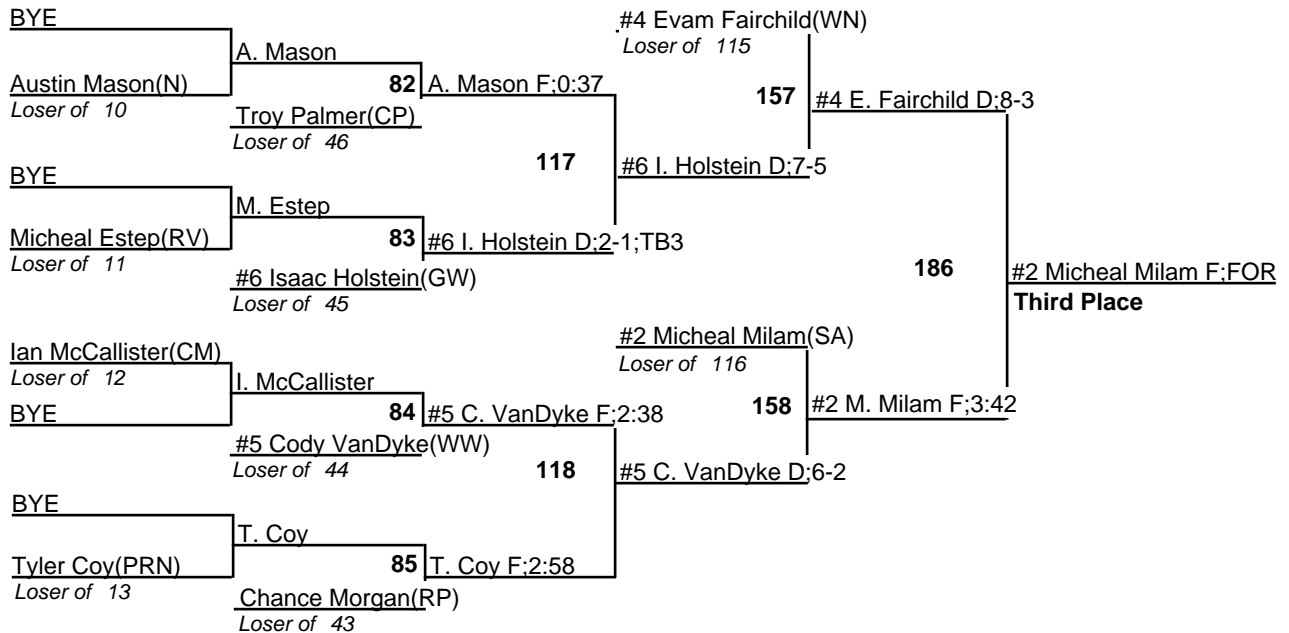 BYE
A. Mason
Austin Mason(N)
Loser of 10
82
A. Mason F;0:37
Troy Palmer(CP)
Loser of 46
117
BYE
M. Estep
Micheal Estep(RV)
Loser of 11
83
#6 I. Holstein D;2-1;TB3
#6 Isaac Holstein(GW)
Loser of 45
Ian McCallister(CM)
Loser of 12
I. McCallister
BYE
84
#5 C. VanDyke F;2:38
#5 Cody VanDyke(WW)
Loser of 44
118
BYE
T. Coy
Tyler Coy(PRN)
Loser of 13
85
T. Coy F;2:58
Chance Morgan(RP)
Loser of 43
#4 Evam Fairchild(WN)
Loser of 115
157
#4 E. Fairchild D;8-3
#6 I. Holstein D;7-5
186
#2 Micheal Milam F;FOR
Third Place
#2 Micheal Milam(SA)
Loser of 116
158
#2 M. Milam F;3:42
#5 C. VanDyke D;6-2